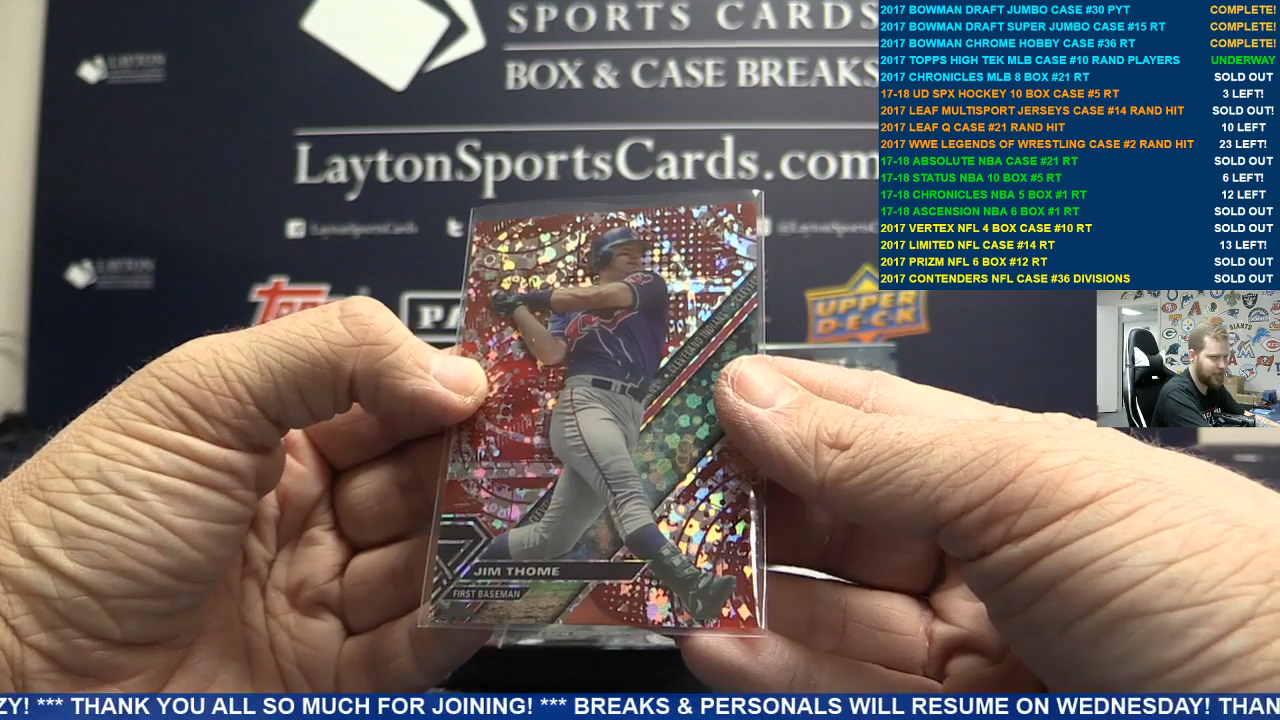 SPORTS CARDS
BOX & CASE BREAKS
LaytonSportsCards.com
LaytonSportsCards
LAYTON
LAYTON
Topps
PA
UPPER
DECK
CLEVELAND INDIANS
JIM THOME
FIRST BASEMAN
2017 BOWMAN DRAFT JUMBO CASE #30 PYT COMPLETE!
2017 BOWMAN DRAFT SUPER JUMBO CASE #15 RT COMPLETE!
2017 BOWMAN CHROME HOBBY CASE #36 RT COMPLETE!
2017 TOPPS HIGH TEK MLB CASE #10 RAND PLAYERS UNDERWAY
2017 CHRONICLES MLB 8 BOX #21 RT SOLD OUT
17-18 UD SPX HOCKEY 10 BOX CASE #5 RT 3 LEFT!
2017 LEAF MULTISPORT JERSEYS CASE #14 RAND HIT SOLD OUT!
2017 LEAF Q CASE #21 RAND HIT 10 LEFT
2017 WWE LEGENDS OF WRESTLING CASE #2 RAND HIT 23 LEFT!
17-18 ABSOLUTE NBA CASE #21 RT SOLD OUT
17-18 STATUS NBA 10 BOX #5 RT 6 LEFT!
17-18 CHRONICLES NBA 5 BOX #1 RT 12 LEFT
17-18 ASCENSION NBA 6 BOX #1 RT SOLD OUT
2017 VERTEX NFL 4 BOX CASE #10 RT SOLD OUT
2017 LIMITED NFL CASE #14 RT 13 LEFT!
2017 PRIZM NFL 6 BOX #12 RT SOLD OUT
2017 CONTENDERS NFL CASE #36 DIVISIONS SOLD OUT
GIANTS
ZY! *** THANK YOU ALL SO MUCH FOR JOINING! *** BREAKS & PERSONALS WILL RESUME ON WEDNESDAY! THAN